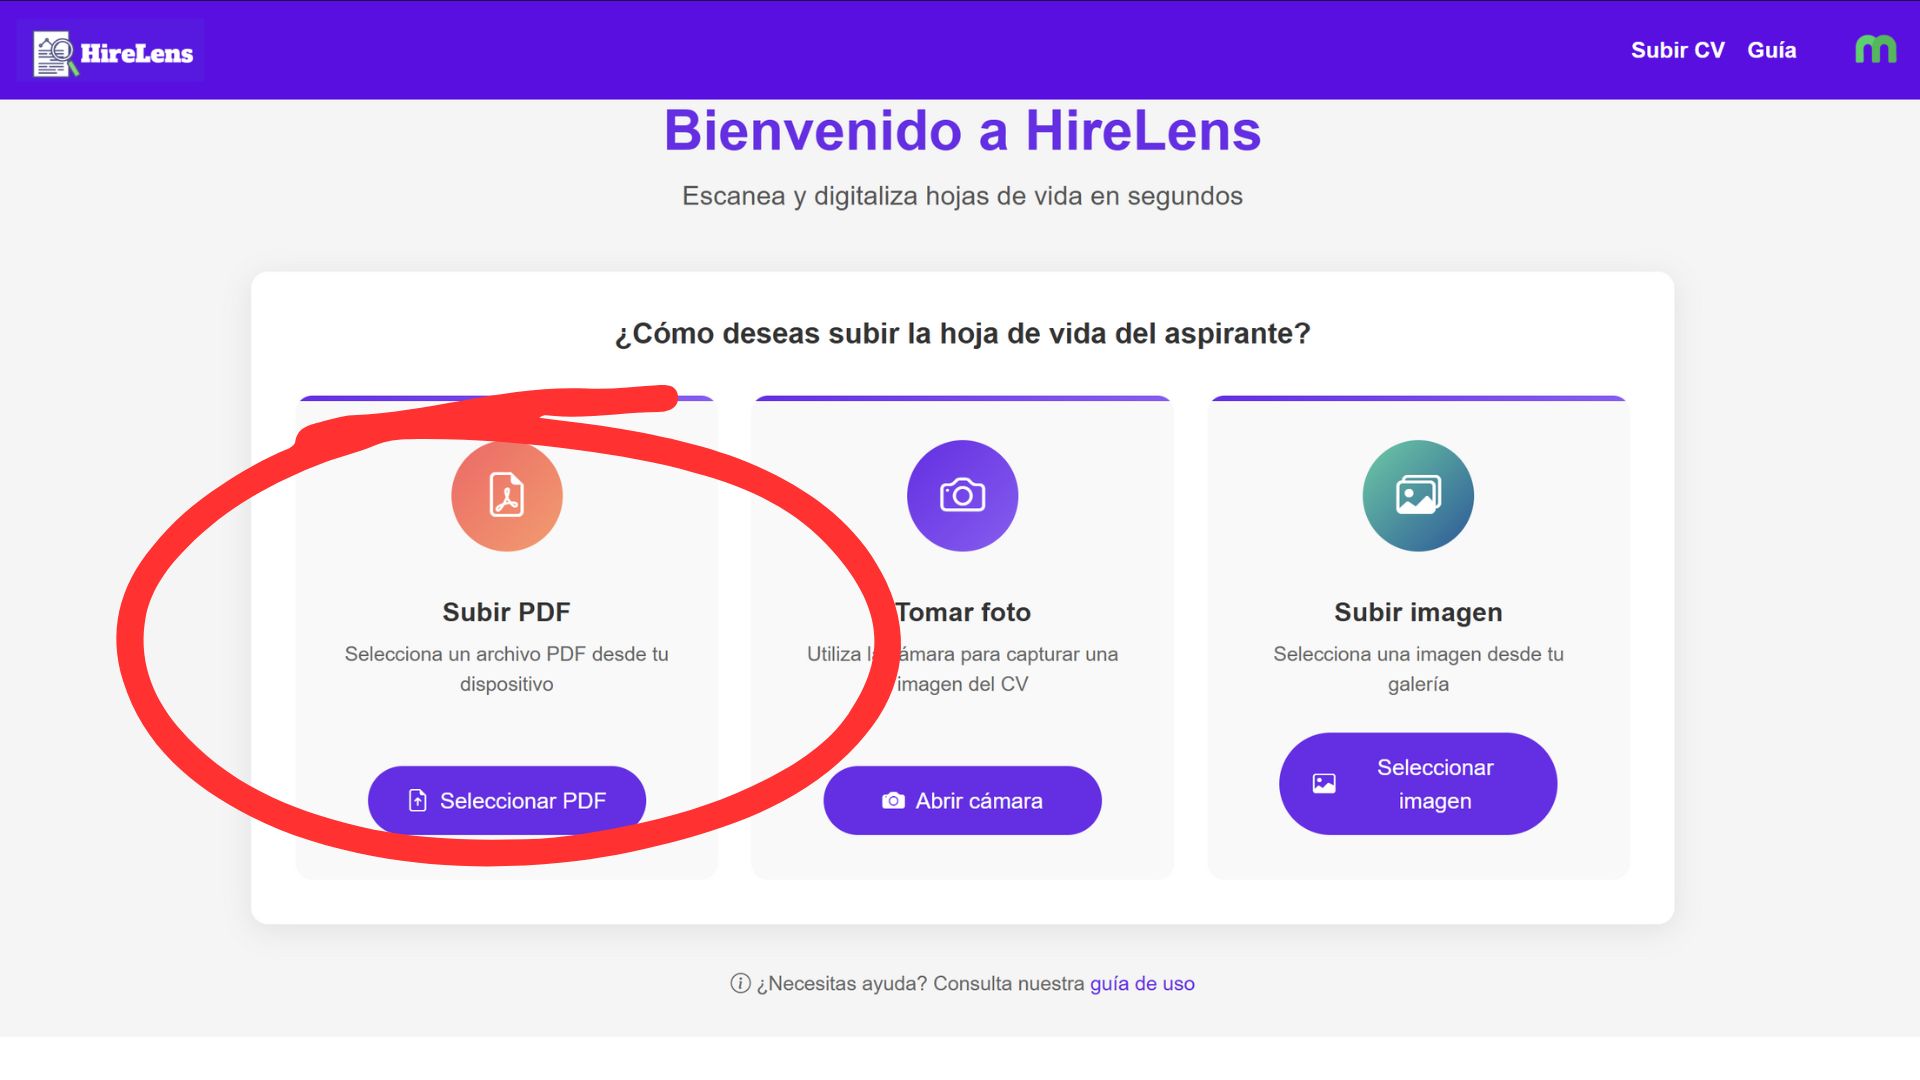 HireLens
Subir CV Guía
m
Bienvenido a HireLens
Escanea y digitaliza hojas de vida en segundos
¿Cómo deseas subir la hoja de vida del aspirante?
Subir PDF
Selecciona un archivo PDF desde tu
dispositivo
Seleccionar PDF
Tomar foto
Utiliza la cámara para capturar una
imagen del CV
Abrir cámara
Subir imagen
Selecciona una imagen desde tu
galería
Seleccionar
imagen
¿Necesitas ayuda? Consulta nuestra guía de uso